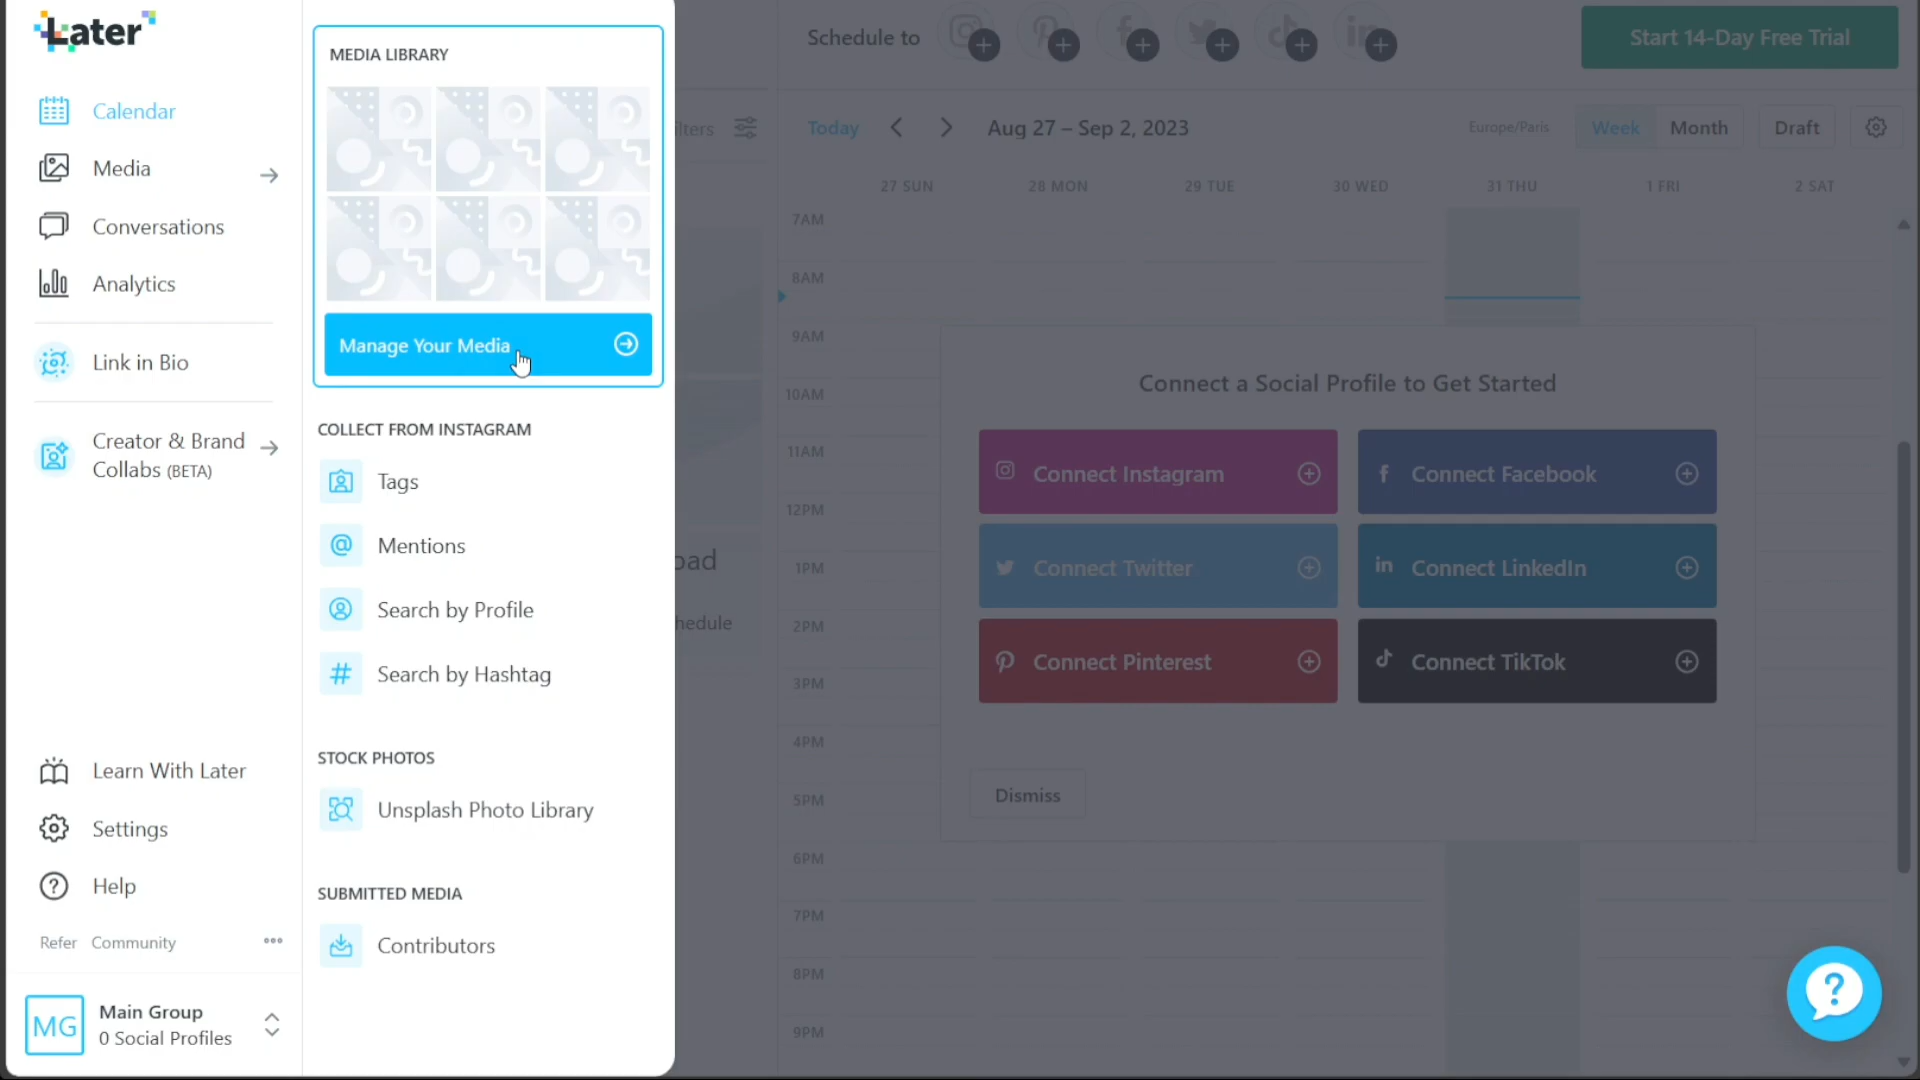 Later
Calendar
Media
Conversations
Analytics
Link in Bio
Creator & Brand
Collabs (BETA)
Learn With Later
Settings
Help
Refer Community
MG
Main Group
0 Social Profiles
MEDIA LIBRARY
Manage Your Media
COLLECT FROM INSTAGRAM
Tags
Mentions
Search by Profile
Search by Hashtag
STOCK PHOTOS
Unsplash Photo Library
SUBMITTED MEDIA
Contributors
Schedule to
Start 14-Day Free Trial
Today
Aug 27 – Sep 2, 2023
Europe/Paris
Week
Month
Draft
27 SUN
28 MON
29 TUE
30 WED
31 THU
1 FRI
2 SAT
7AM
8AM
9AM
10AM
11AM
12PM
1PM
2PM
3PM
4PM
5PM
6PM
7PM
8PM
9PM
Connect a Social Profile to Get Started
Connect Instagram
Connect Facebook
Connect Twitter
Connect LinkedIn
Connect Pinterest
Connect TikTok
Dismiss